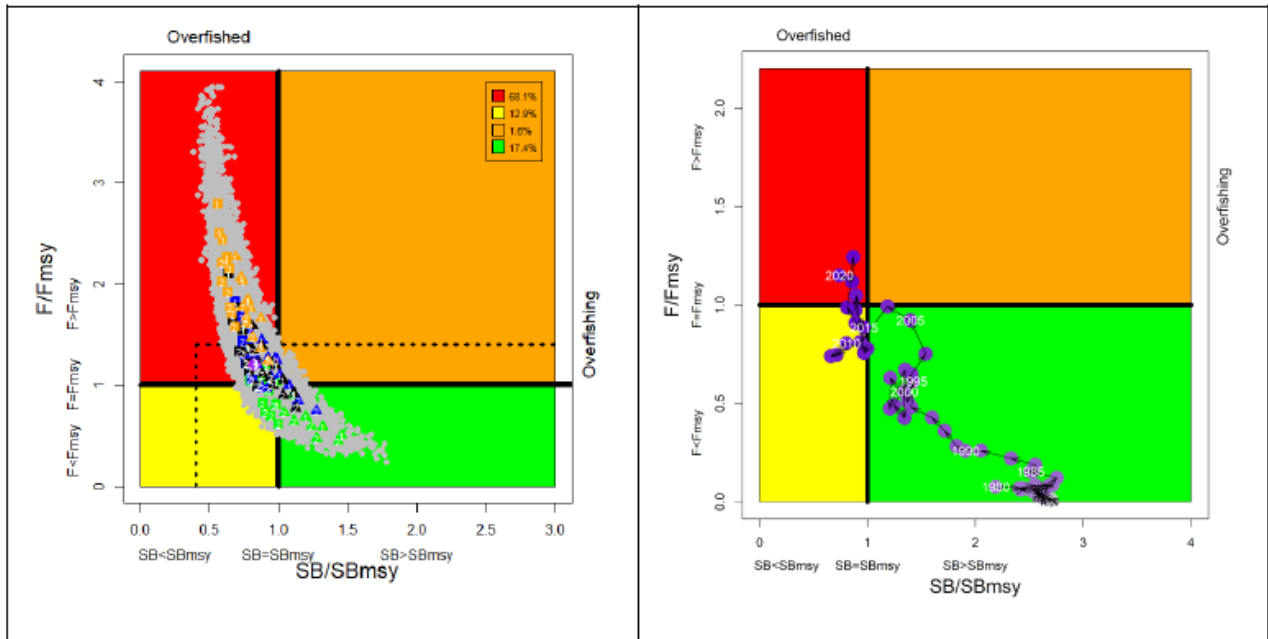 Overfished
4
3
2
1
0
F/Fmsy
F>Fmsy
F=Fmsy
F<Fmsy
68.1%
12.9%
1.6%
17.4%
Overfishing
0.0 0.5 1.0 1.5 2.0 2.5 3.0
SB<SBmsy SB=SBmsy SB>SBmsy
SB/SBmsy
Overfished
2.0
1.5
1.0
0.5
0.0
F/Fmsy
F>Fmsy
F=Fmsy
F<Fmsy
2020
2005
2015
2010
1995
2000
1990
1985
1980
Overfishing
0 1 2 3 4
SB<SBmsy SB=SBmsy SB>SBmsy
SB/SBmsy